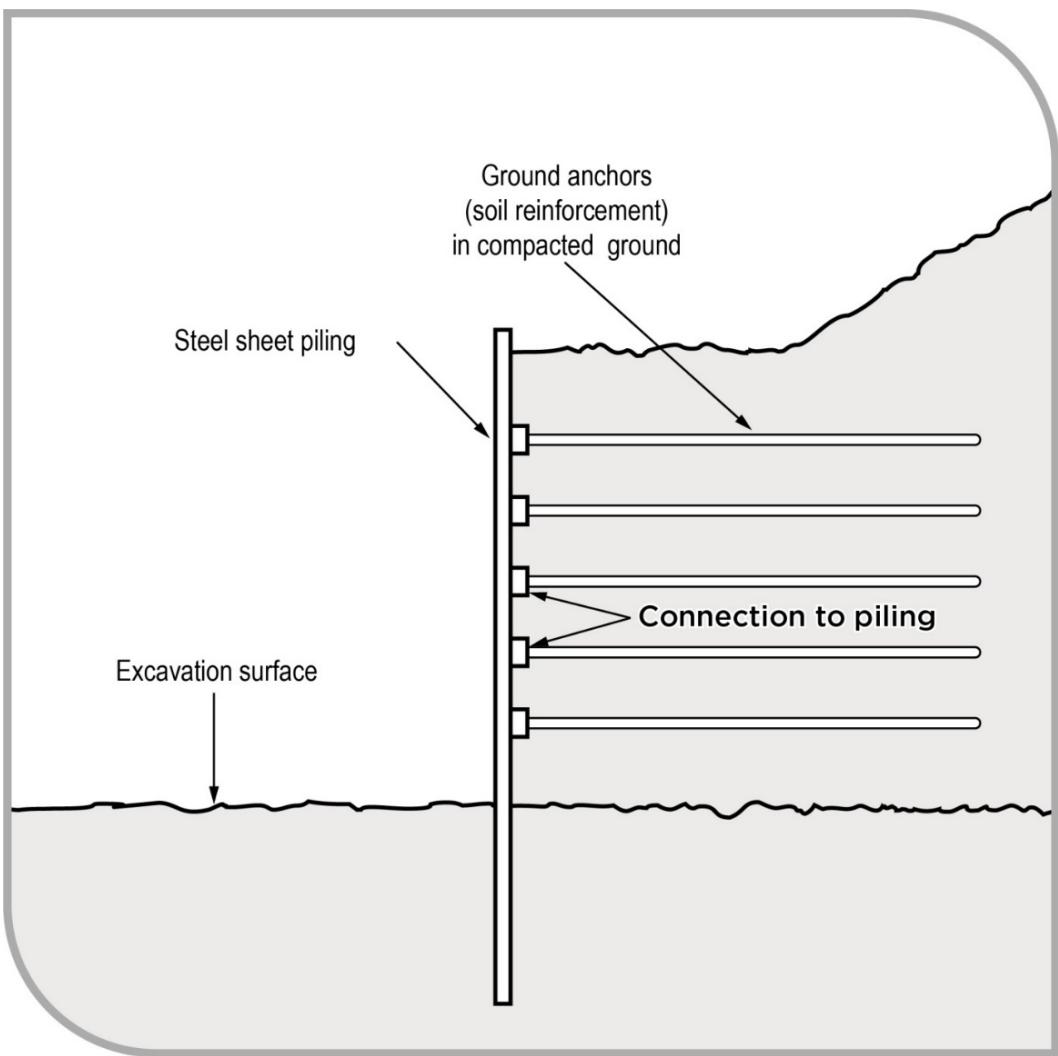 Ground anchors
(soil reinforcement)
in compacted ground
Steel sheet piling
Connection to piling
Excavation surface